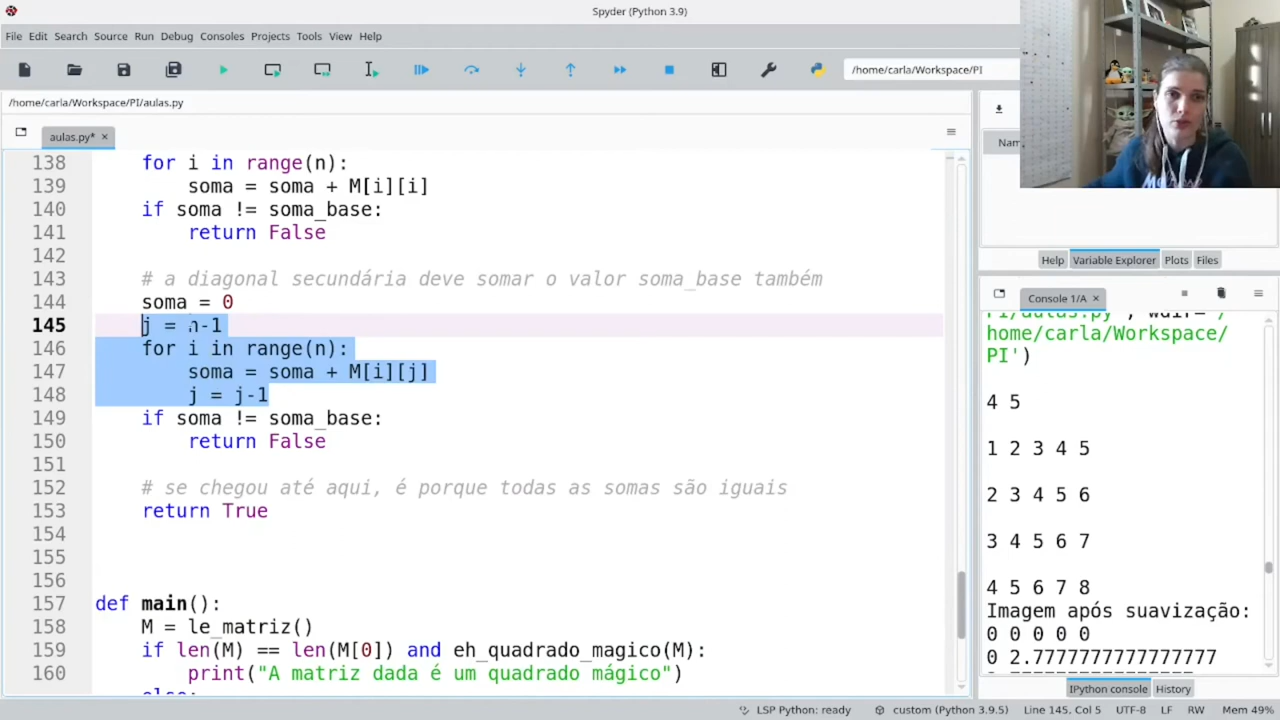 Spyder (Python 3.9)
File Edit Search Source Run Debug Consoles Projects Tools View Help
/home/carla/Workspace/PI
/home/carla/Workspace/PI/aulas.py
aulas.py*
138 for i in range(n):
139 soma = soma + M[i][i]
140 if soma != soma_base:
141 return False
142
143 # a diagonal secundária deve somar o valor soma_base também
144 soma = 0
145 j = n-1
146 for i in range(n):
147 soma = soma + M[i][j]
148 j = j-1
149 if soma != soma_base:
150 return False
151
152 # se chegou até aqui, é porque todas as somas são iguais
153 return True
154
155
156
157 def main():
158 M = le_matriz()
159 if len(M) == len(M[0]) and eh_quadrado_magico(M):
160 print("A matriz dada é um quadrado mágico")
else:
Nam
Help Variable Explorer Plots Files
Console 1/A
PI/aulas.py', wdir='/
home/carla/Workspace/
PI')
4 5
1 2 3 4 5
2 3 4 5 6
3 4 5 6 7
4 5 6 7 8
Imagem após suavização:
0 0 0 0 0
0 2.7777777777777777
IPython console History
LSP Python: ready custom (Python 3.9.5) Line 145, Col 5 UTF-8 LF RW Mem 49%